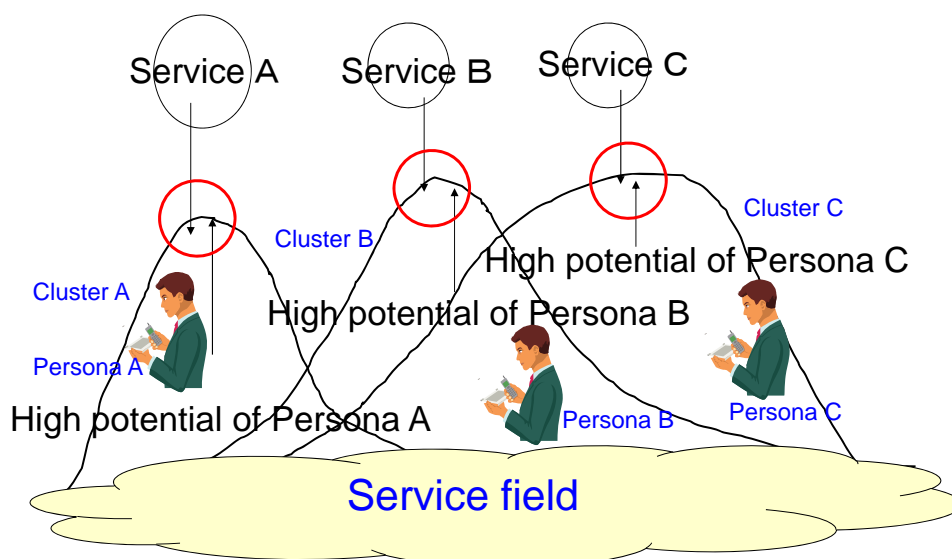 Service A
Service B
Service C
Cluster C
Cluster B
High potential of Persona C
Cluster A
High potential of Persona B
Persona A
Persona C
High potential of Persona A
Persona B
Service field